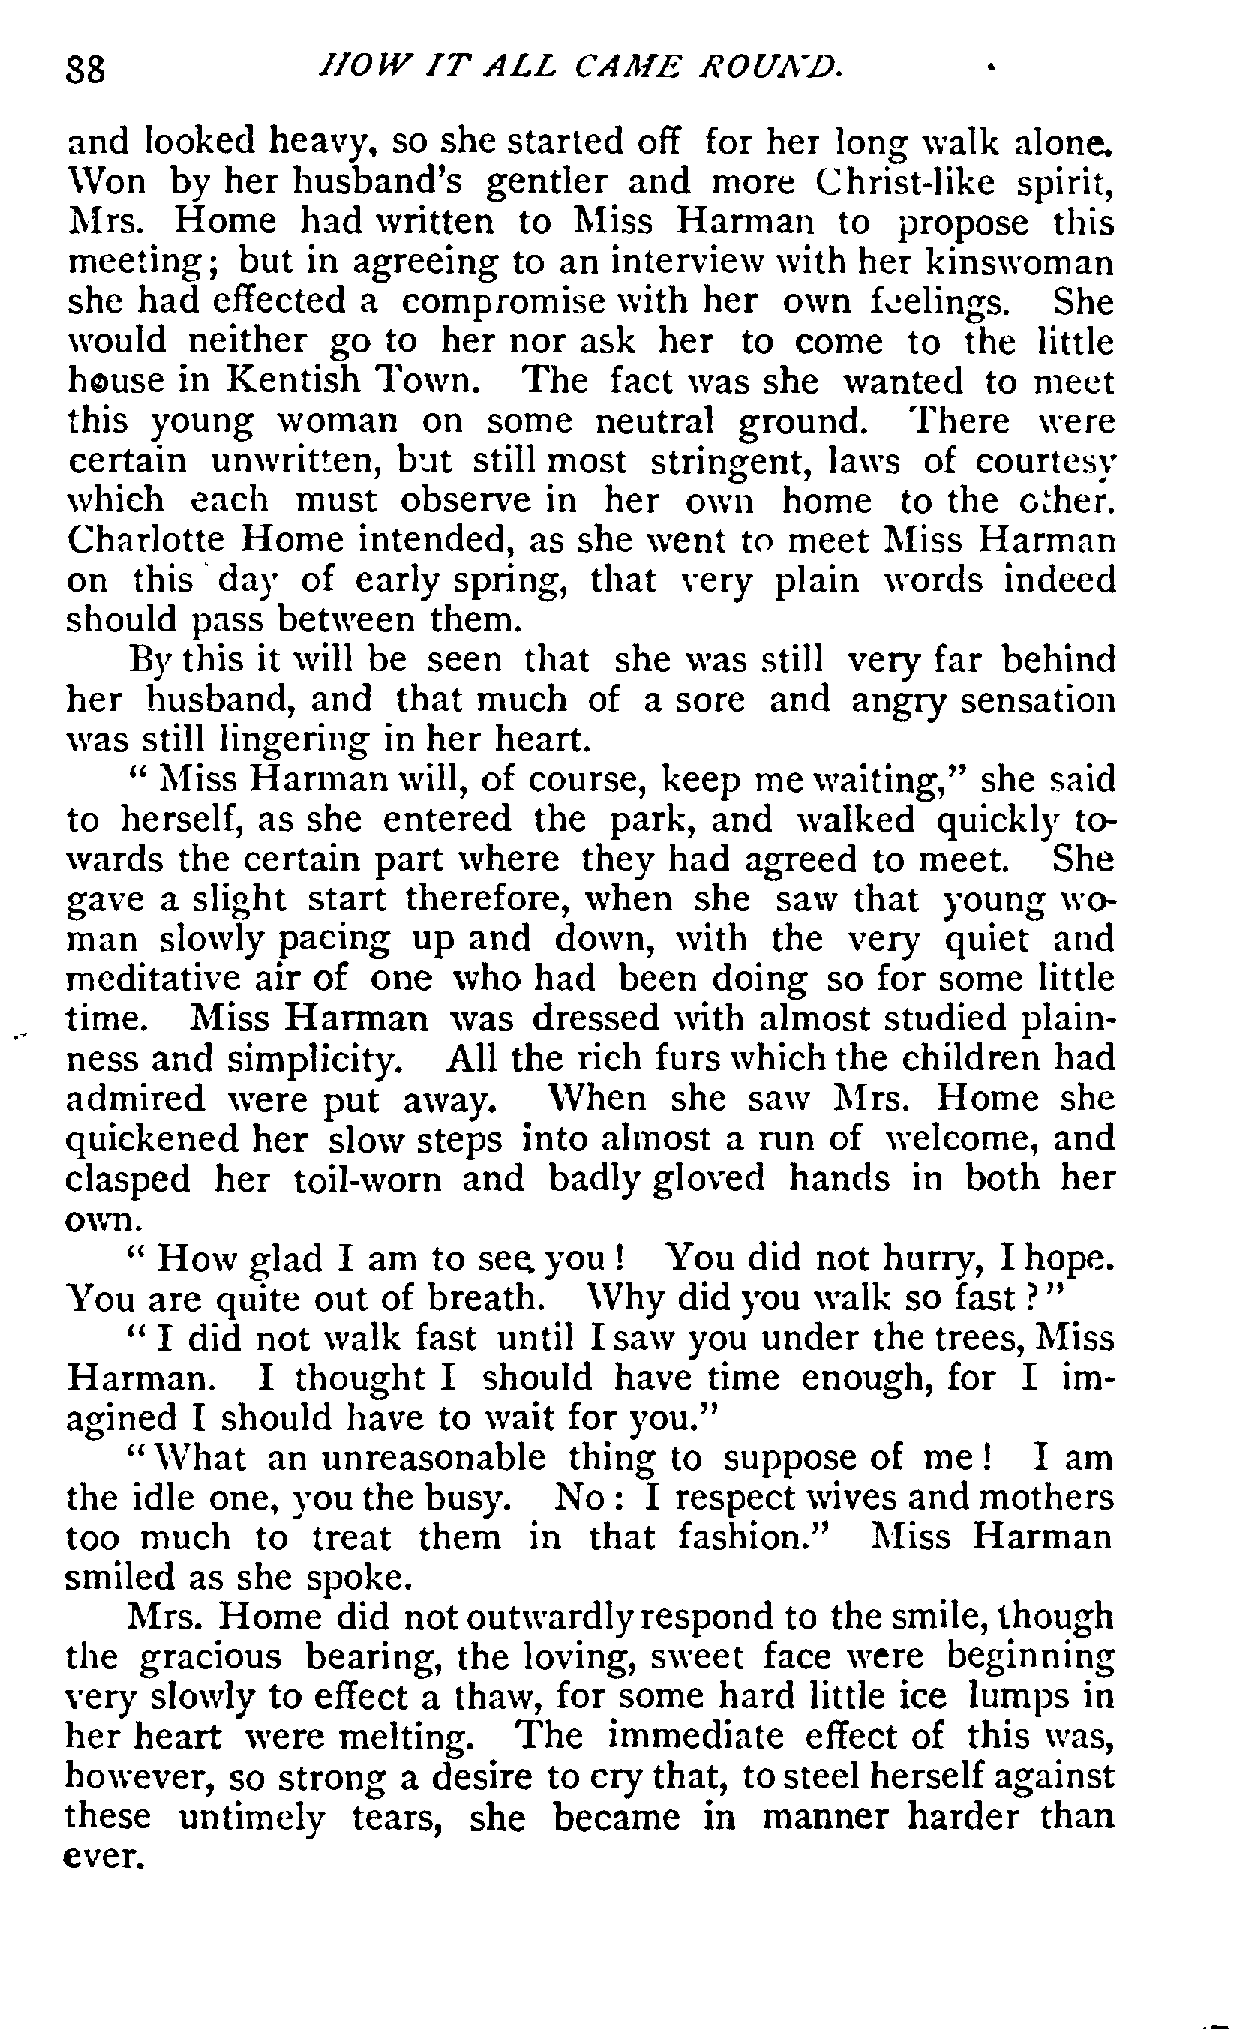 88 HOW IT ALL CAME ROUND.
and looked heavy, so she started off for her long walk alone.
Won by her husband's gentler and more Christ-like spirit,
Mrs. Home had written to Miss Harman to propose this
meeting; but in agreeing to an interview with her kinswoman
she had effected a compromise with her own feelings. She
would neither go to her nor ask her to come to the little
house in Kentish Town. The fact was she wanted to meet
this young woman on some neutral ground. There were
certain unwritten, but still most stringent, laws of courtesy
which each must observe in her own home to the other.
Charlotte Home intended, as she went to meet Miss Harman
on this day of early spring, that very plain words indeed
should pass between them.
By this it will be seen that she was still very far behind
her husband, and that much of a sore and angry sensation
was still lingering in her heart.
" Miss Harman will, of course, keep me waiting," she said
to herself, as she entered the park, and walked quickly to-
wards the certain part where they had agreed to meet. She
gave a slight start therefore, when she saw that young wo-
man slowly pacing up and down, with the very quiet and
meditative air of one who had been doing so for some little
time. Miss Harman was dressed with almost studied plain-
ness and simplicity. All the rich furs which the children had
admired were put away. When she saw Mrs. Home she
quickened her slow steps into almost a run of welcome, and
clasped her toil-worn and badly gloved hands in both her
own.
" How glad I am to see you ! You did not hurry, I hope.
You are quite out of breath. Why did you walk so fast ?"
" I did not walk fast until I saw you under the trees, Miss
Harman. I thought I should have time enough, for I im-
agined I should have to wait for you."
" What an unreasonable thing to suppose of me ! I am
the idle one, you the busy. No : I respect wives and mothers
too much to treat them in that fashion." Miss Harman
smiled as she spoke.
Mrs. Home did not outwardly respond to the smile, though
the gracious bearing, the loving, sweet face were beginning
very slowly to effect a thaw, for some hard little ice lumps in
her heart were melting. The immediate effect of this was,
however, so strong a desire to cry that, to steel herself against
these untimely tears, she became in manner harder than
ever.